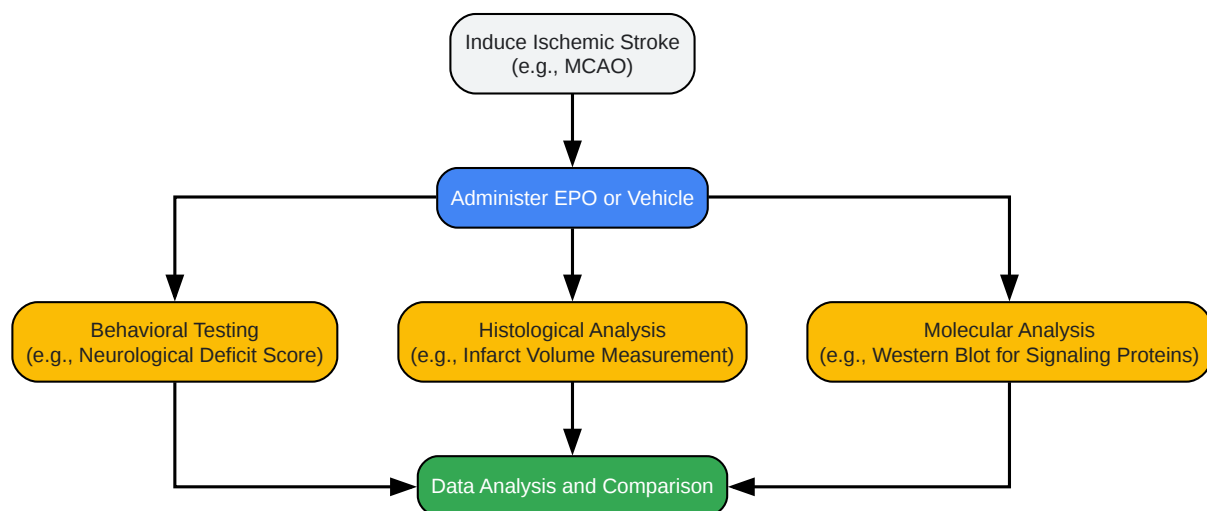 Induce Ischemic Stroke
(e.g., MCAO)
Administer EPO or Vehicle
Behavioral Testing
(e.g., Neurological Deficit Score)
Histological Analysis
(e.g., Infarct Volume Measurement)
Molecular Analysis
(e.g., Western Blot for Signaling Proteins)
Data Analysis and Comparison